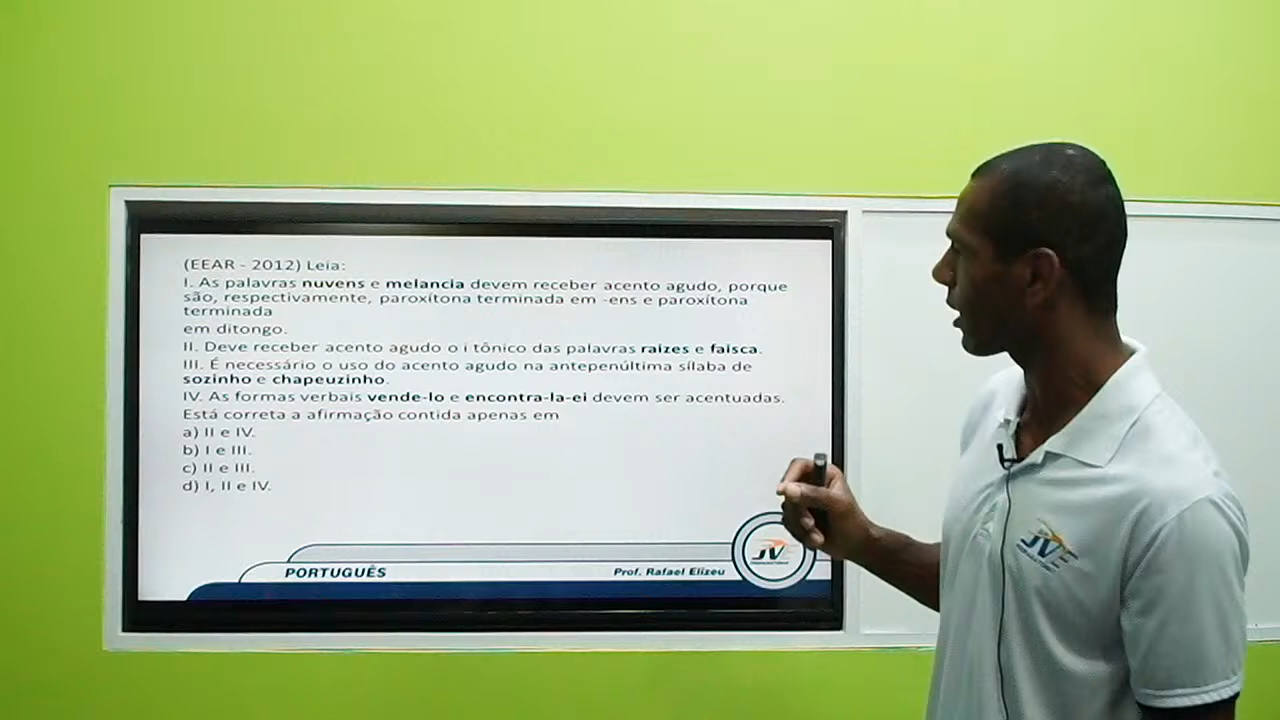 (EEAR - 2012) Leia:
I. As palavras nuvens e melancia devem receber acento agudo, porque
são, respectivamente, paroxítona terminada em -ens e paroxítona
terminada
em ditongo.
II. Deve receber acento agudo o i tônico das palavras raizes e faisca.
III. É necessário o uso do acento agudo na antepenúltima sílaba de
sozinho e chapeuzinho.
IV. As formas verbais vende-lo e encontra-la-ei devem ser acentuadas.
Está correta a afirmação contida apenas em
a) II e IV.
b) I e III.
c) II e III.
d) I, II e IV.
PORTUGUÊS
Prof. Rafael Elizeu
JVE
JVE